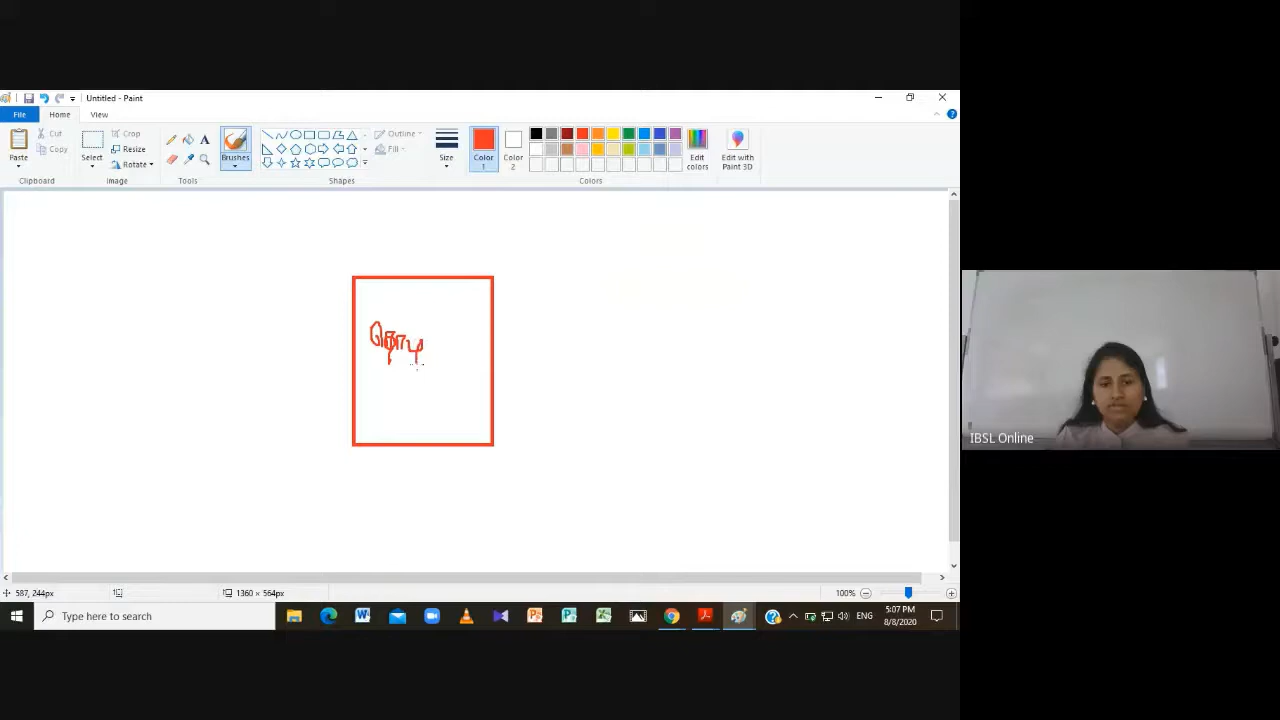 Untitled - Paint
File Home View
Paste Cut Copy Select Crop Resize Rotate Brushes Outline Fill Size Color 1 Color 2 Edit colors Edit with Paint 3D
Clipboard Image Tools Shapes Colors
IBSL Online
587, 244px 1360 × 564px 100%
Type here to search ENG 5:07 PM
8/8/2020